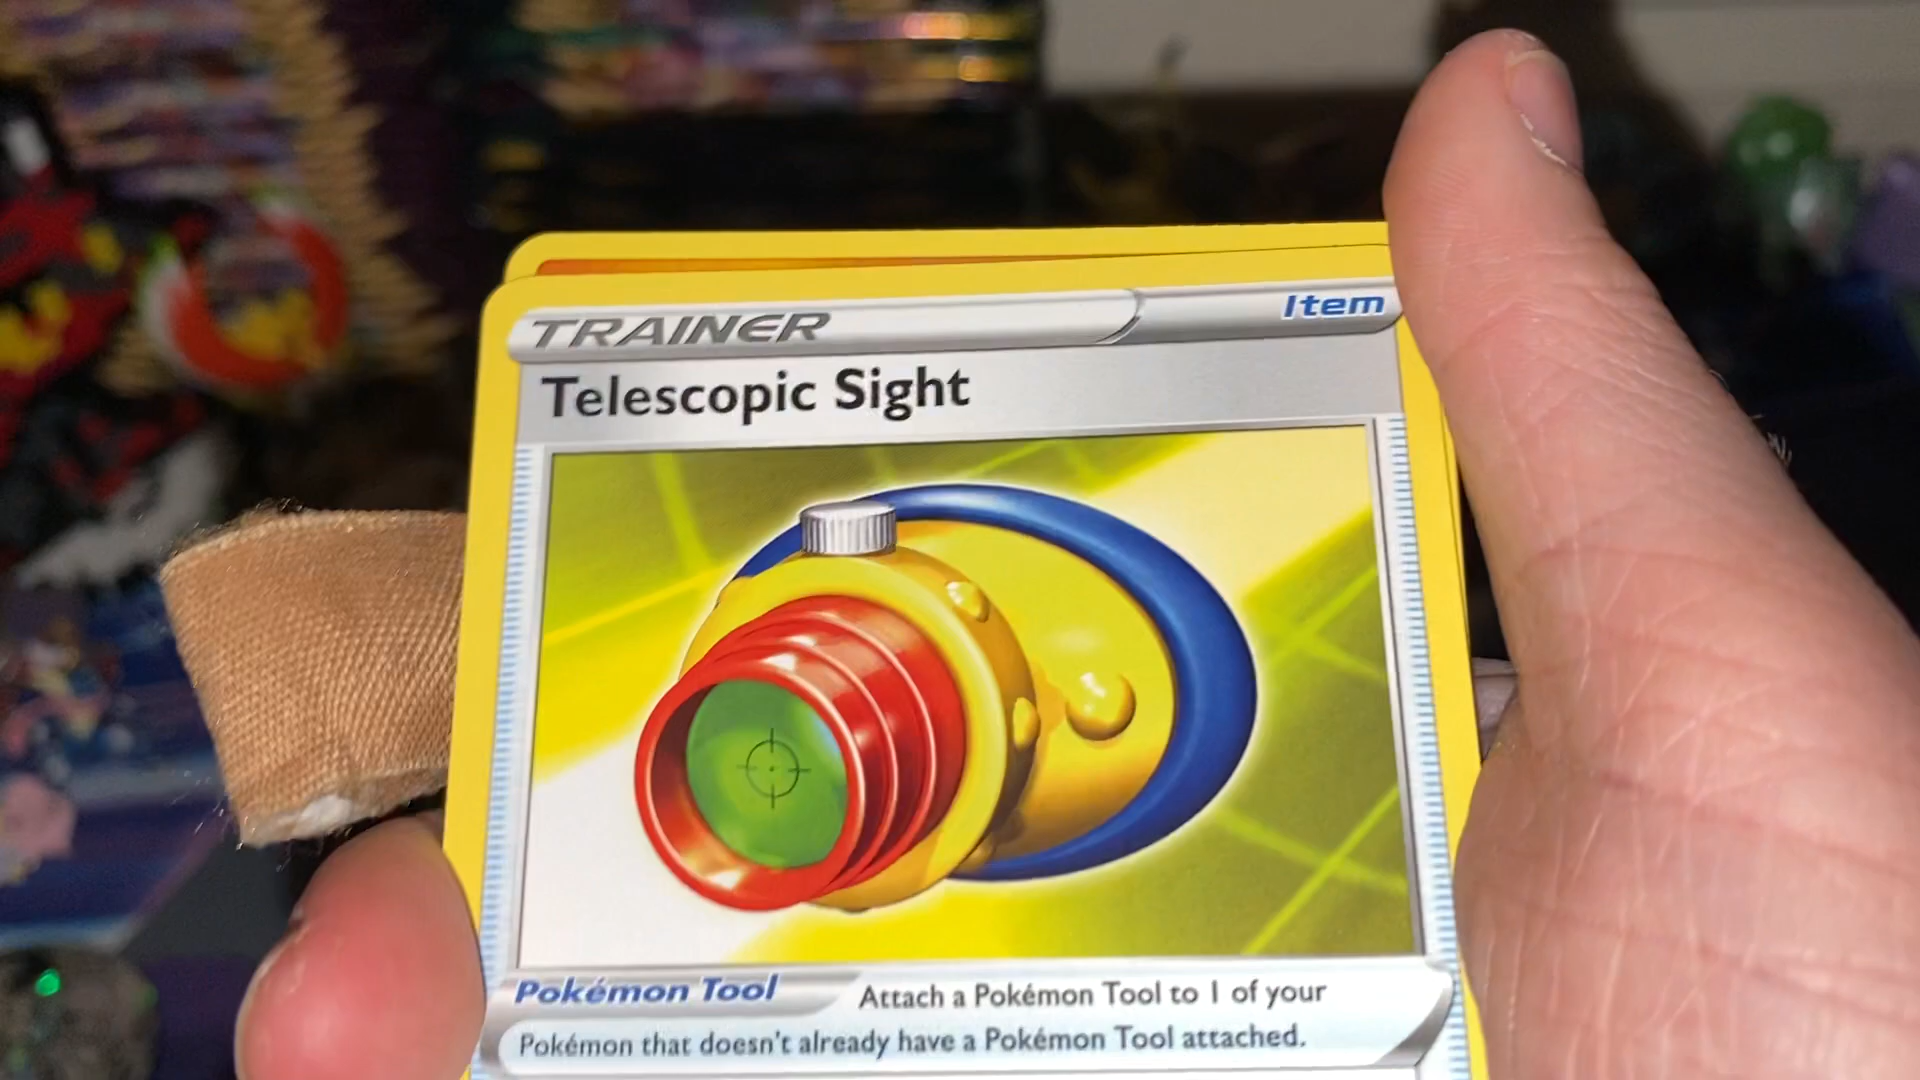 TRAINER Item
Telescopic Sight
Pokémon Tool Attach a Pokémon Tool to 1 of your
Pokémon that doesn't already have a Pokémon Tool attached.